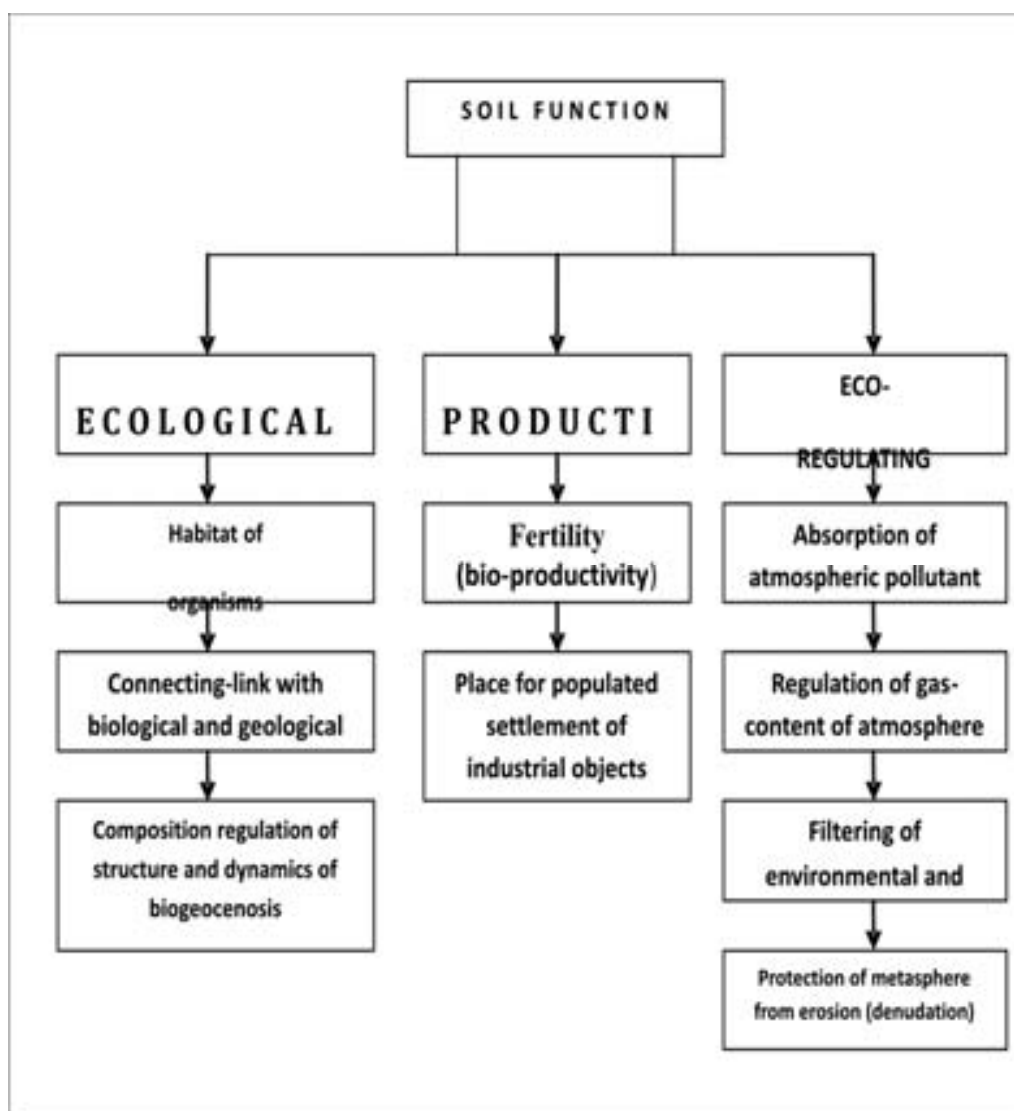 SOIL FUNCTION
ECOLOGICAL
Habitat of
organisms
Connecting-link with
biological and geological
Composition regulation of
structure and dynamics of
biogeocenosis
PRODUCTI
Fertility
(bio-productivity)
Place for populated
settlement of
industrial objects
ECO-
REGULATING
Absorption of
atmospheric pollutant
Regulation of gas-
content of atmosphere
Filtering of
environmental and
Protection of metasphere
from erosion (denudation)